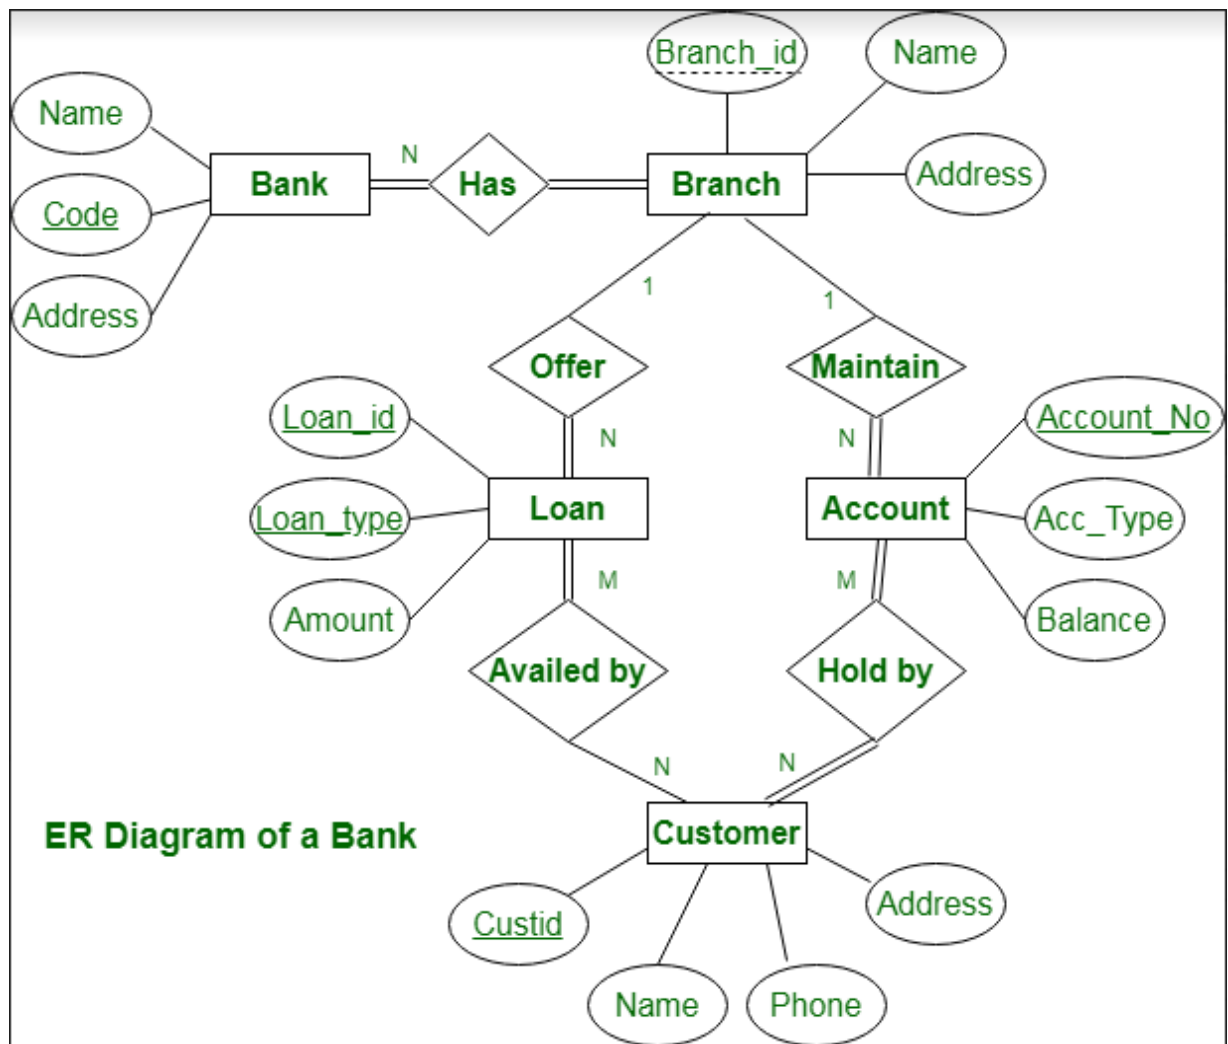 Branch_id
Name
Name
N
Bank
Has
Branch
Address
Code
Address
1
1
Offer
Maintain
Loan_id
Account_No
N
N
Loan_type
Loan
Account
Acc_Type
M
M
Amount
Balance
Availed by
Hold by
N
N
ER Diagram of a Bank
Customer
Address
Custid
Name
Phone